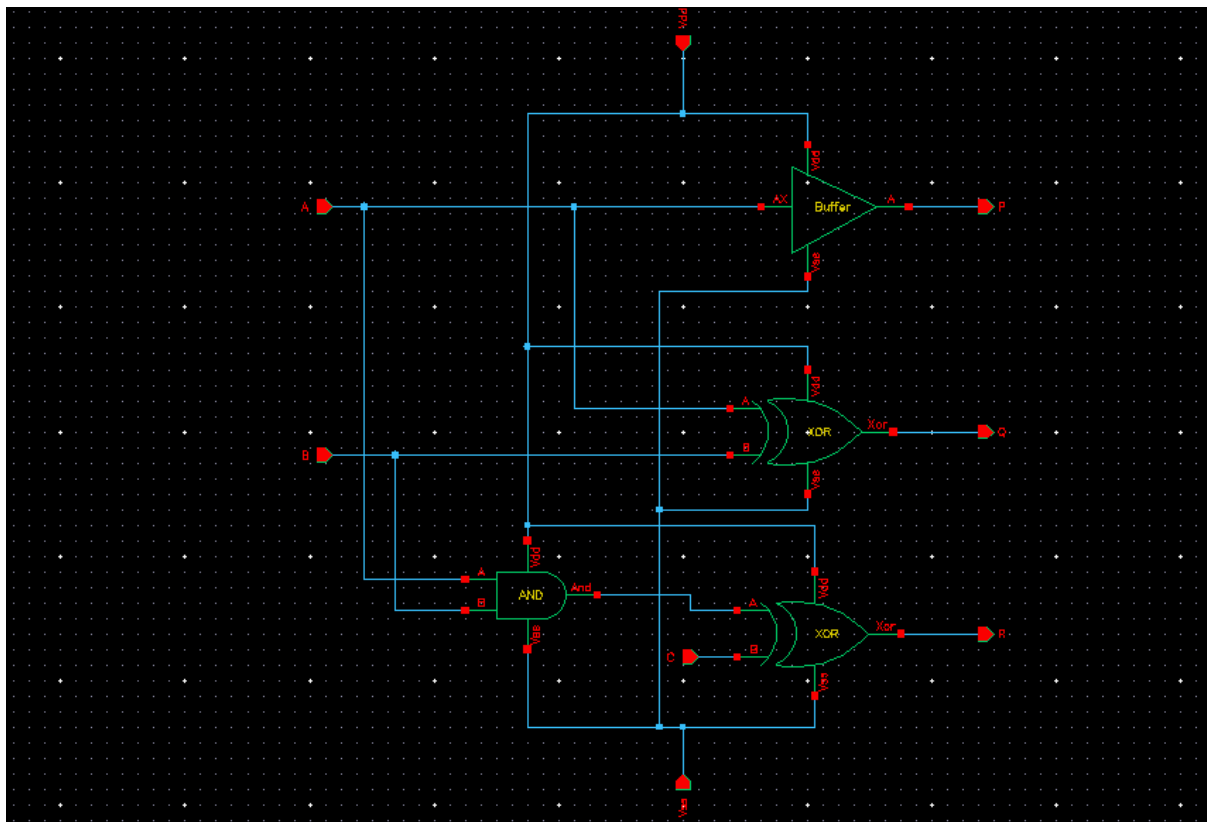 Vdd
Vdd
A
AX
Buffer
A
P
Vss
Vdd
A
XOR
Xor
Q
B
B
Vss
Vdd
Vdd
A
And
AND
A
B
XOR
Xor
R
Vss
C
B
Vss
Vss